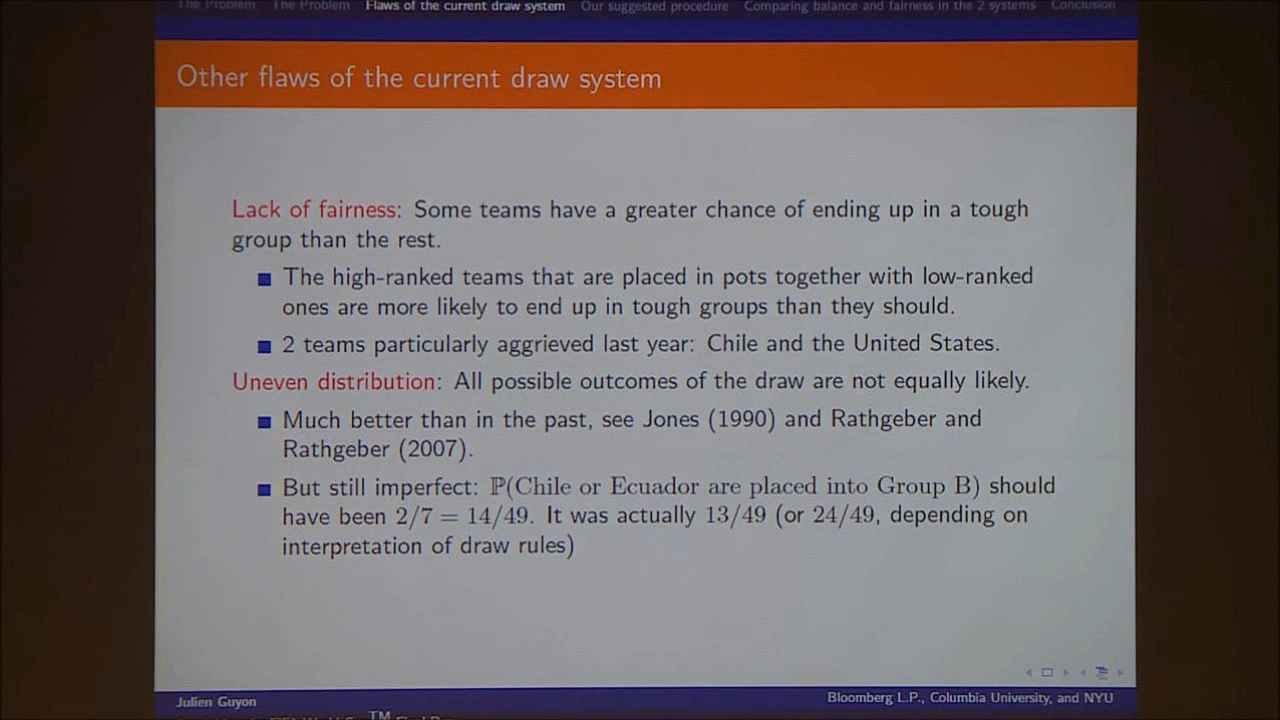 The Problem The Problem Flaws of the current draw system Our suggested procedure Comparing balance and fairness in the 2 systems Conclusion
Other flaws of the current draw system
Lack of fairness: Some teams have a greater chance of ending up in a tough
group than the rest.
The high-ranked teams that are placed in pots together with low-ranked
ones are more likely to end up in tough groups than they should.
2 teams particularly aggrieved last year: Chile and the United States.
Uneven distribution: All possible outcomes of the draw are not equally likely.
Much better than in the past, see Jones (1990) and Rathgeber and
Rathgeber (2007).
But still imperfect: ℙ(Chile or Ecuador are placed into Group B) should
have been 2/7 = 14/49. It was actually 13/49 (or 24/49, depending on
interpretation of draw rules)
Julien Guyon Bloomberg L.P., Columbia University, and NYU
TM